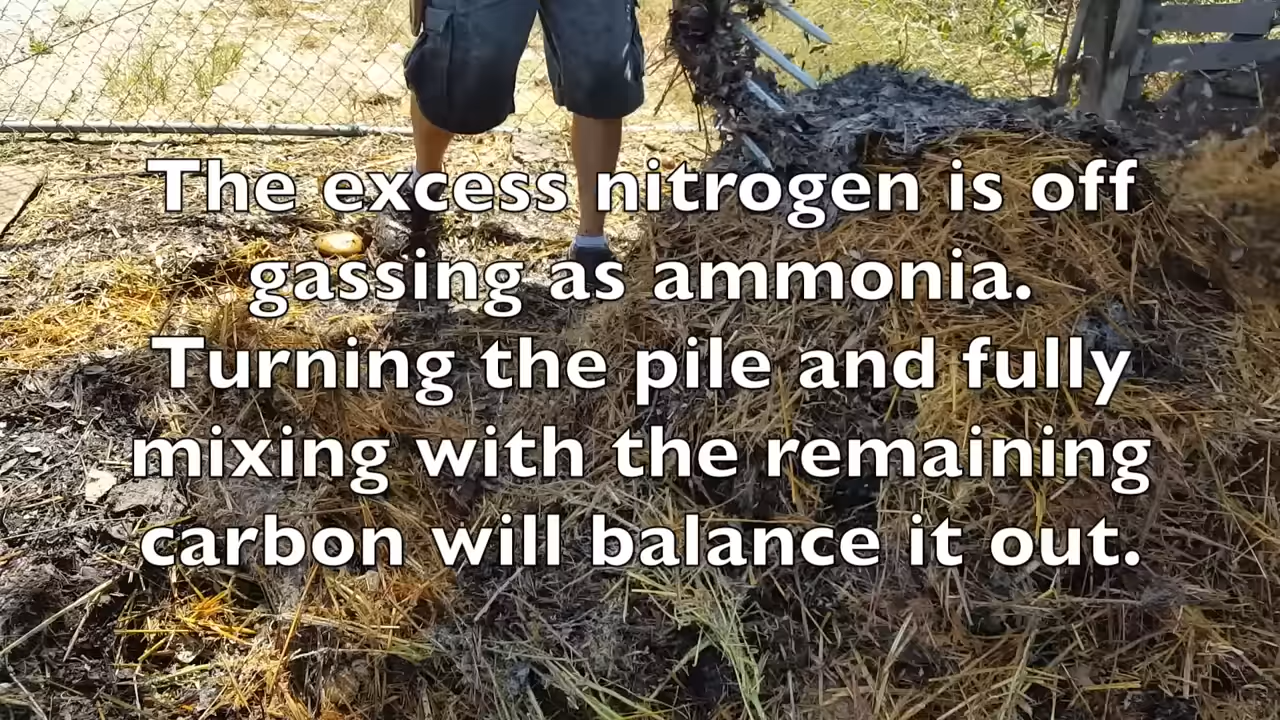 The excess nitrogen is off
gassing as ammonia.
Turning the pile and fully
mixing with the remaining
carbon will balance it out.